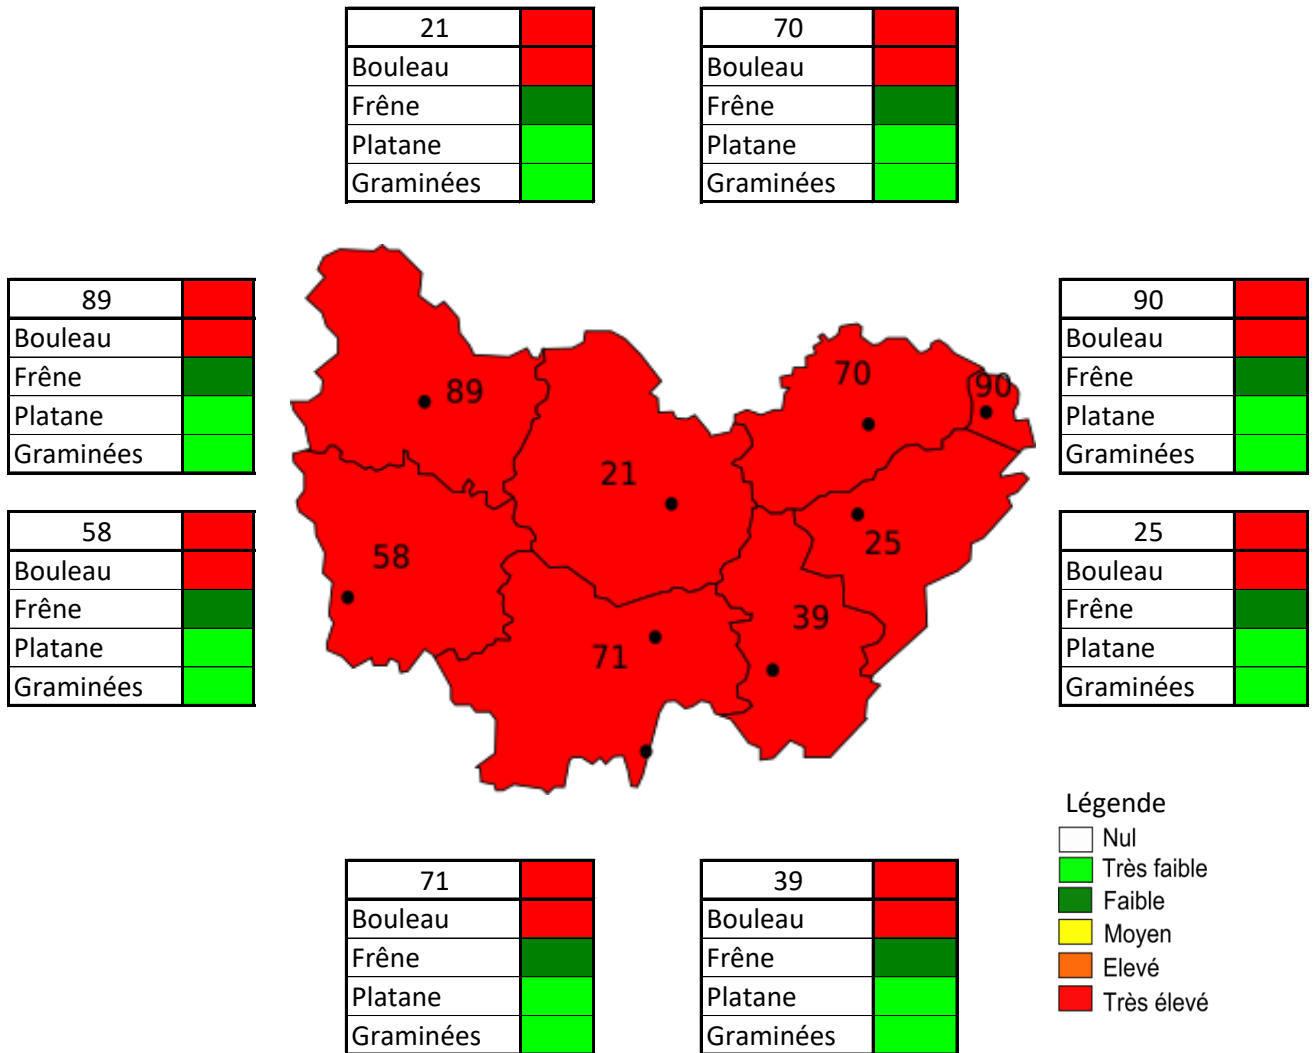 21
Bouleau
Frêne
Platane
Graminées
70
Bouleau
Frêne
Platane
Graminées
89
Bouleau
Frêne
Platane
Graminées
58
Bouleau
Frêne
Platane
Graminées
89
70
90
21
58
25
39
71
90
Bouleau
Frêne
Platane
Graminées
25
Bouleau
Frêne
Platane
Graminées
71
Bouleau
Frêne
Platane
Graminées
39
Bouleau
Frêne
Platane
Graminées
Légende
Nul
Très faible
Faible
Moyen
Elevé
Très élevé